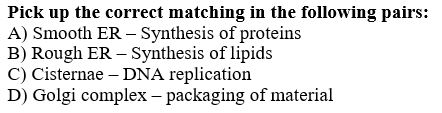 Pick up the correct matching in the following pairs:
A) Smooth ER – Synthesis of proteins
B) Rough ER – Synthesis of lipids
C) Cisternae – DNA replication
D) Golgi complex – packaging of material